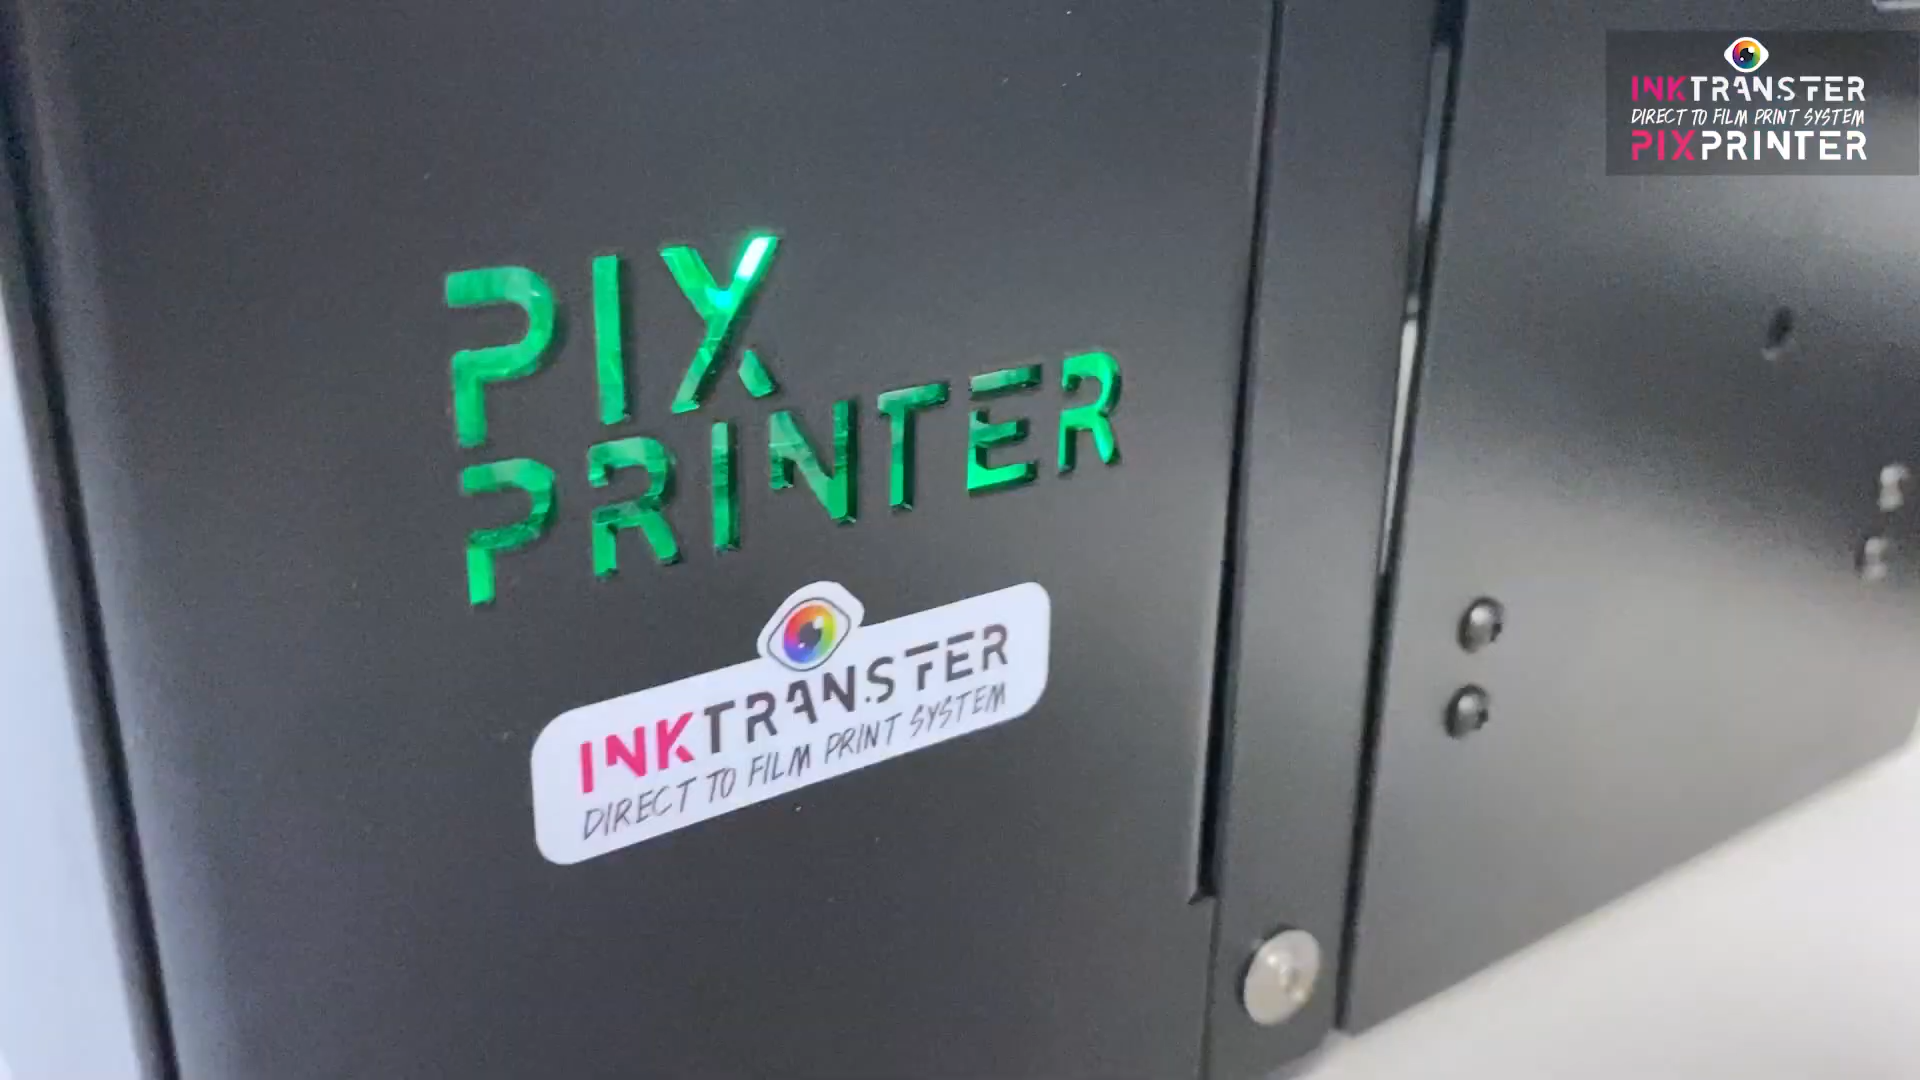 INKTRANSFER
DIRECT TO FILM PRINT SYSTEM
PIXPRINTER
PIX
PRINTER
INKTRANSFER
DIRECT TO FILM PRINT SYSTEM